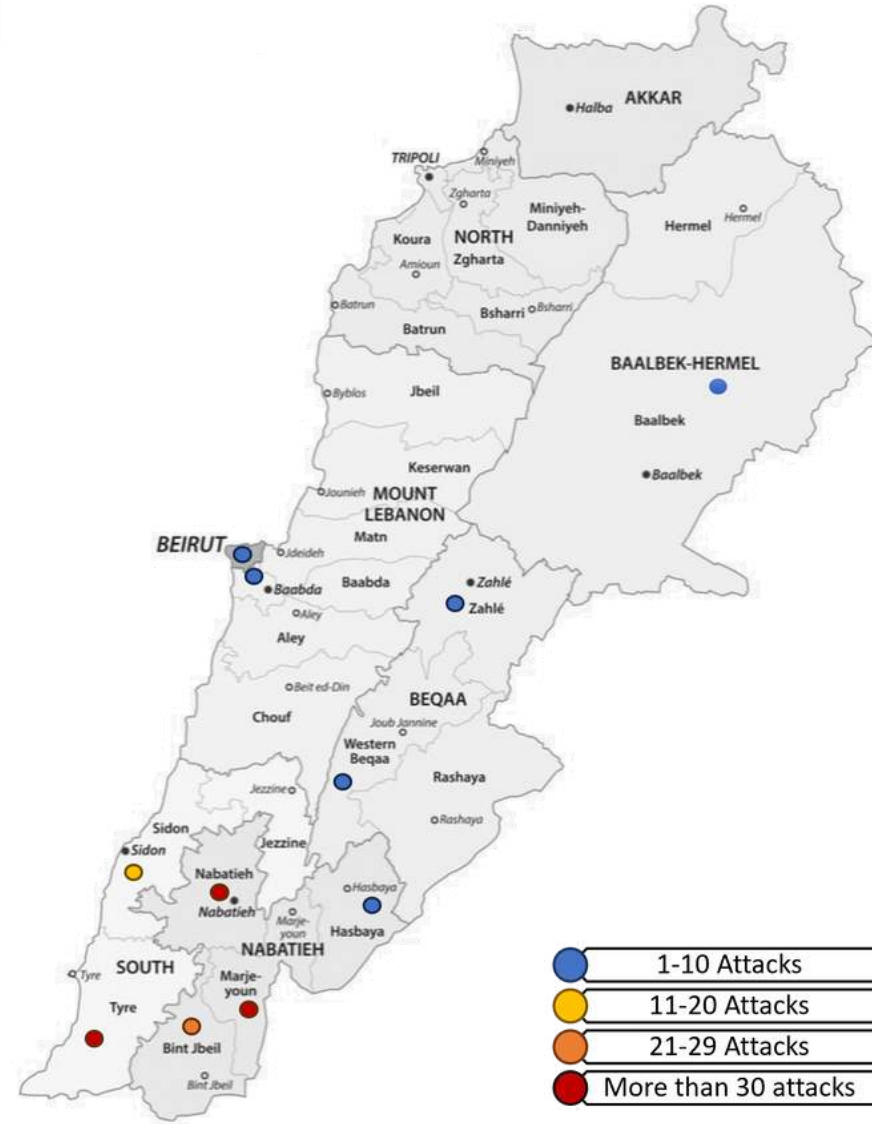 AKKAR
Halba
TRIPOLI
Miniyeh
Zgharta
Miniyeh-
Danniyeh
Hermel
Hermel
Koura
NORTH
Zgharta
Amioun
Batrun
Bsharri
Bsharri
Batrun
BAALBEK-HERMEL
Jbeil
Byblos
Baalbek
Keserwan
Baalbek
Jounieh
MOUNT
LEBANON
Matn
BEIRUT
Jdeideh
Baabda
Baabda
Zahlé
Zahlé
Aley
Aley
Beit ed-Din
BEQAA
Chouf
Joub Jannine
Western
Beqaa
Rashaya
Jezzine
Rashaya
Sidon
Sidon
Jezzine
Nabatieh
Nabatieh
Hasbaya
Marje-
youn
Hasbaya
NABATIEH
SOUTH
Tyre
Marje-
youn
Tyre
Bint Jbeil
Bint Jbeil
1-10 Attacks
11-20 Attacks
21-29 Attacks
More than 30 attacks